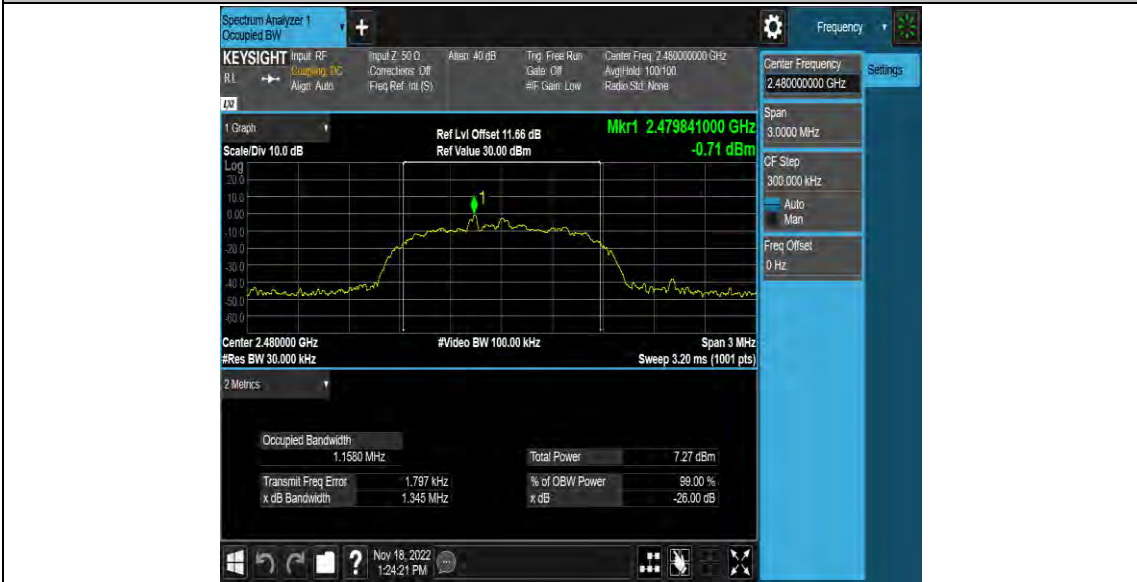 Spectrum Analyzer 1
Occupied BW
+
Frequency
KEYSIGHT
RL
LXI
Input: RF
Coupling: DC
Align: Auto
Input Z: 50 Ω
Corrections: Off
Freq Ref: Int (S)
Atten: 40 dB
Trig: Free Run
Gate: Off
#IF Gain: Low
Center Freq: 2.480000000 GHz
Avg|Hold: 100/100
Radio Std: None
Center Frequency
2.480000000 GHz
Settings
Span
3.0000 MHz
CF Step
300.000 kHz
Auto
Man
Freq Offset
0 Hz
1 Graph
Scale/Div 10.0 dB
Ref Lvl Offset 11.66 dB
Ref Value 30.00 dBm
Mkr1 2.479841000 GHz
-0.71 dBm
Log
20.0
10.0
0.00
-10.0
-20.0
-30.0
-40.0
-50.0
-60.0
1
Center 2.480000 GHz
#Res BW 30.000 kHz
#Video BW 100.00 kHz
Span 3 MHz
Sweep 3.20 ms (1001 pts)
2 Metrics
Occupied Bandwidth
1.1580 MHz
Total Power 7.27 dBm
Transmit Freq Error 1.797 kHz
% of OBW Power 99.00 %
x dB Bandwidth 1.345 MHz
x dB -26.00 dB
?
Nov 18, 2022
1:24:21 PM